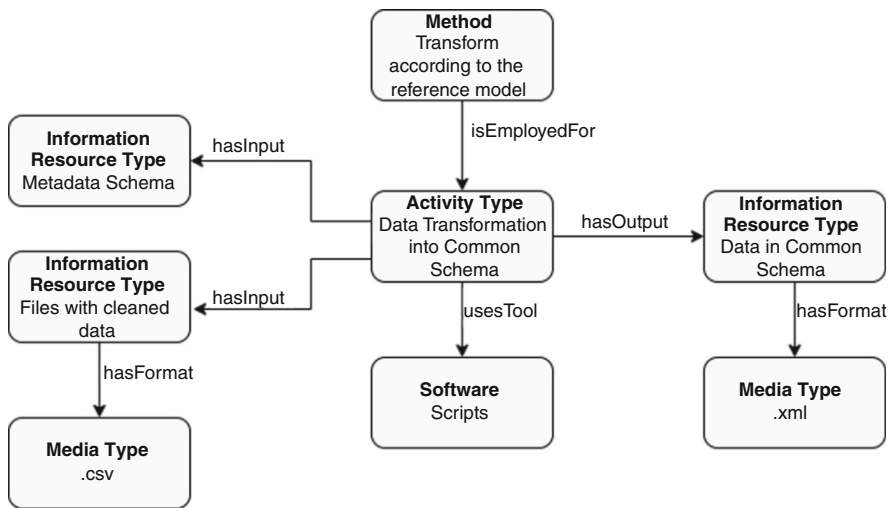 Method
Transform
according to the
reference model
isEmployedFor
Information
Resource Type
Metadata Schema
hasInput
Activity Type
Data Transformation
into Common
Schema
hasOutput
Information
Resource Type
Data in Common
Schema
Information
Resource Type
Files with cleaned
data
hasInput
usesTool
hasFormat
hasFormat
Software
Scripts
Media Type
.xml
Media Type
.csv